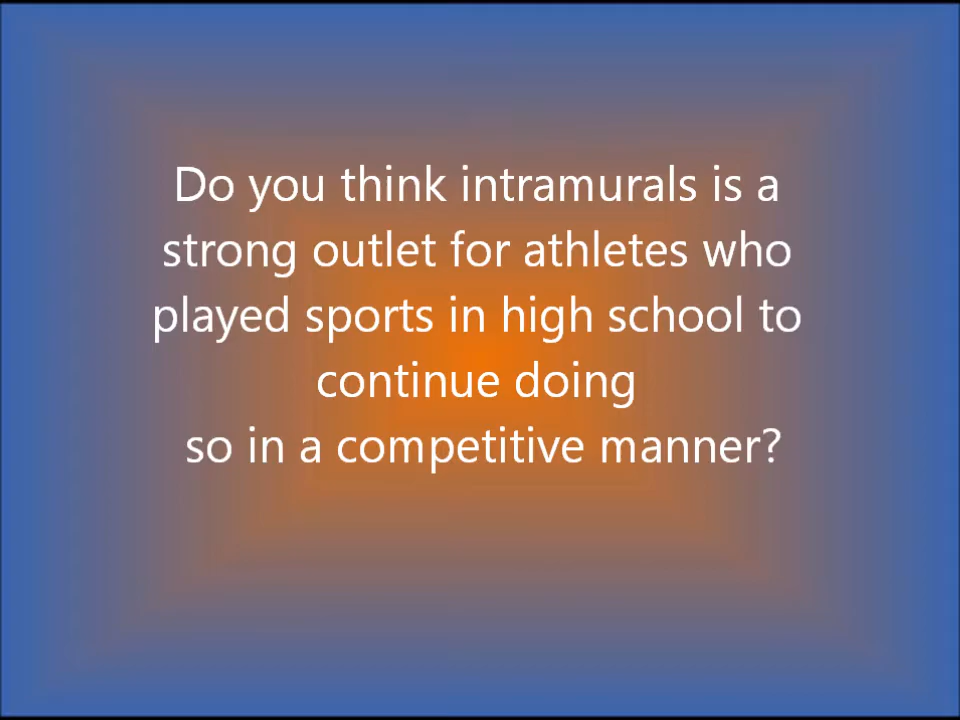 Do you think intramurals is a
strong outlet for athletes who
played sports in high school to
continue doing
so in a competitive manner?